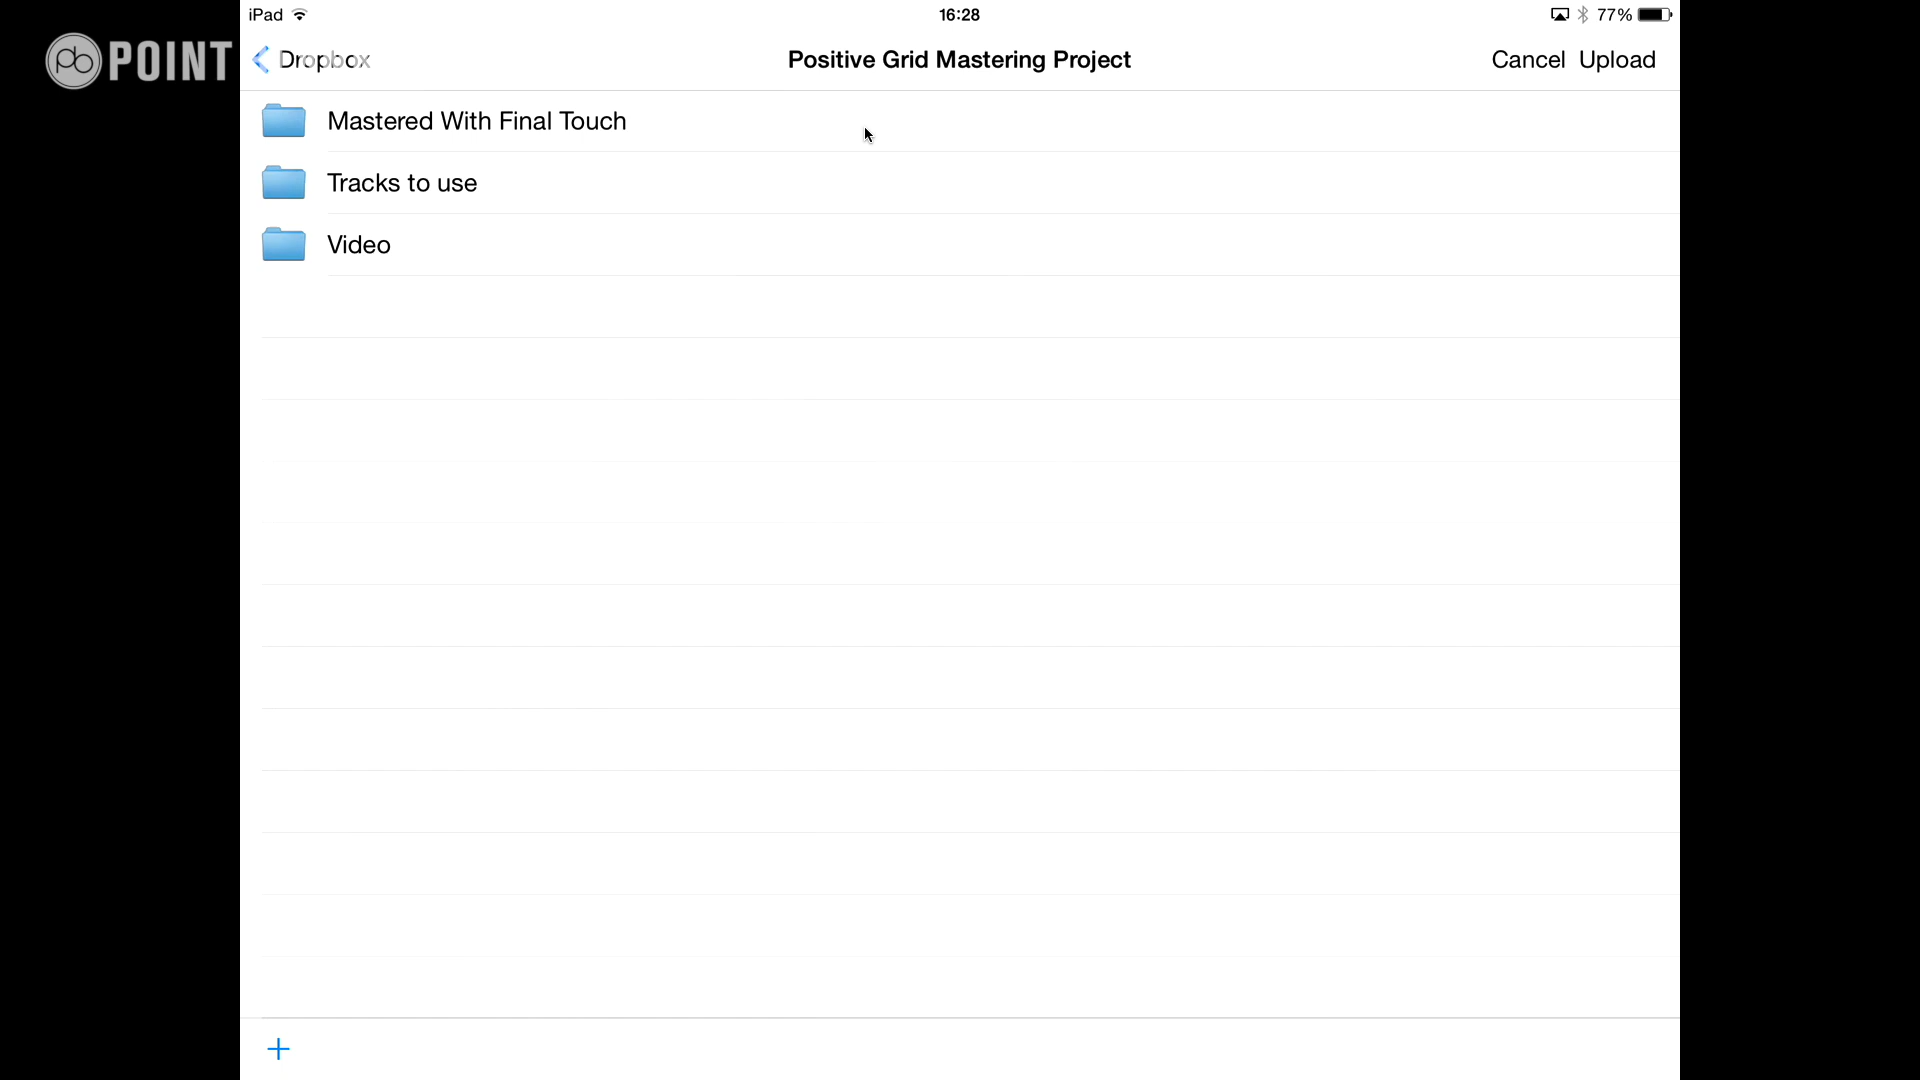 iPad 16:28 77%
pb POINT
Dropbox Positive Grid Mastering Project Cancel Upload
Mastered With Final Touch
Tracks to use
Video